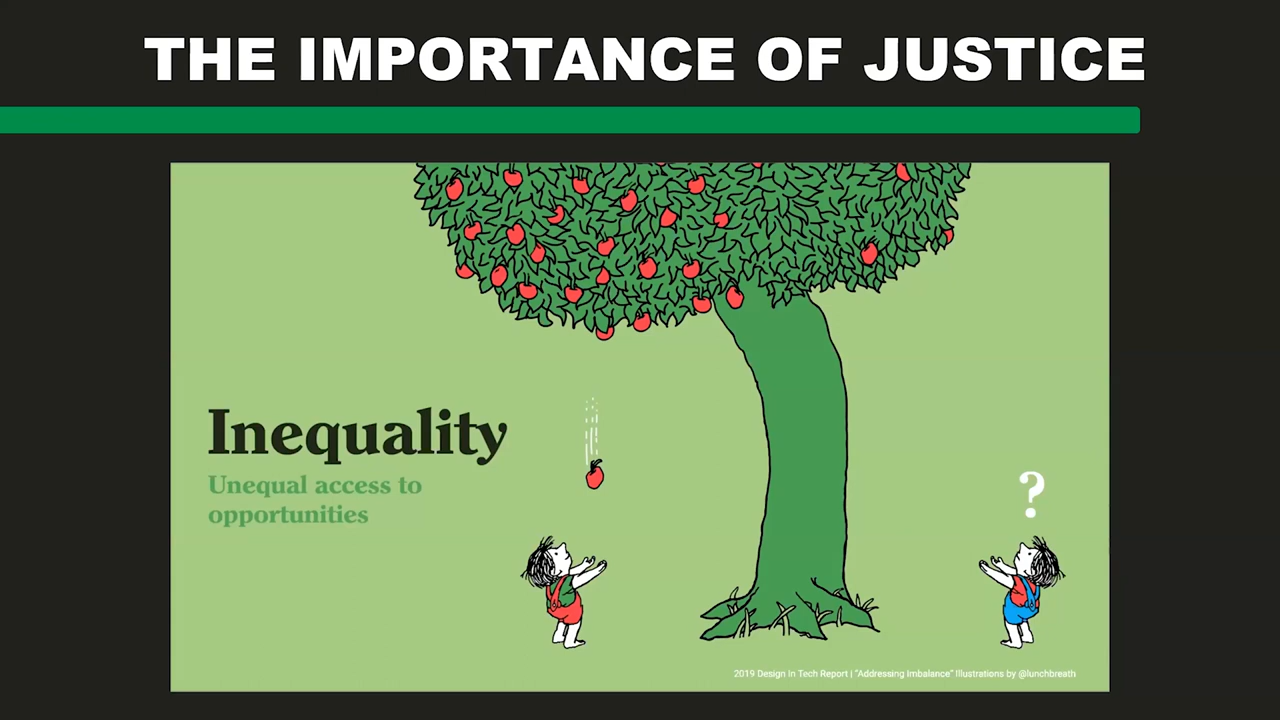 THE IMPORTANCE OF JUSTICE
Inequality
Unequal access to
opportunities
?
2019 Design In Tech Report | “Addressing Imbalance” Illustrations by @lunchbreath